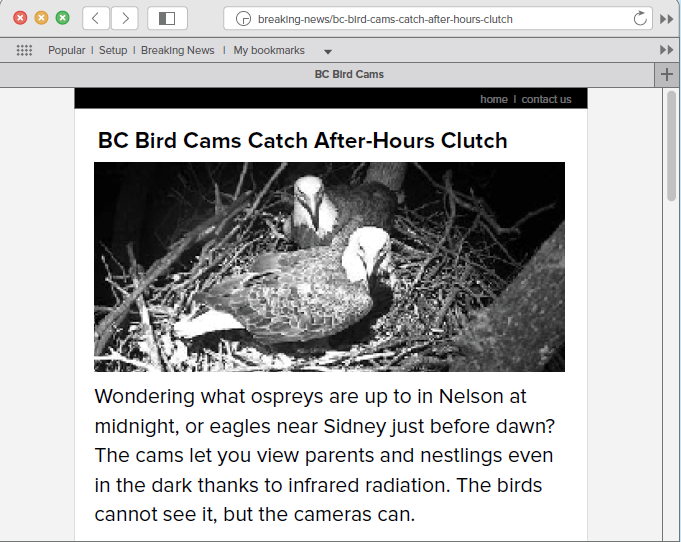 breaking-news/bc-bird-cams-catch-after-hours-clutch
Popular | Setup | Breaking News | My bookmarks
BC Bird Cams
home | contact us
BC Bird Cams Catch After-Hours Clutch
Wondering what ospreys are up to in Nelson at
midnight, or eagles near Sidney just before dawn?
The cams let you view parents and nestlings even
in the dark thanks to infrared radiation. The birds
cannot see it, but the cameras can.